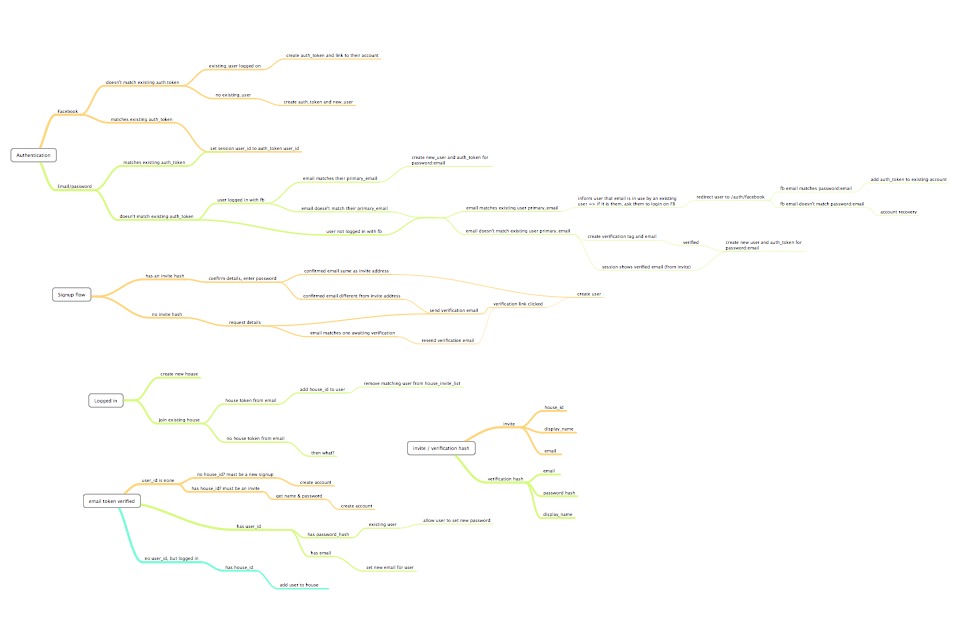 Authentication
Facebook
doesn't match existing auth_token
existing_user logged on
create auth_token and link to their account
no existing_user
create auth_token and new_user
matches existing auth_token
set session user_id to auth_token user_id
Email/password
matches existing auth_token
doesn't match existing auth_token
user logged in with fb
email matches their primary_email
create new_user and auth_token for
password:email
email doesn't match their primary_email
user not logged in with fb
email matches existing user primary_email
inform user that email is in use by an existing
user => if it is them, ask them to login on FB
redirect user to /auth/facebook
fb email matches password:email
add auth_token to existing account
fb email doesn't match password:email
account recovery
email doesn't match existing user primary_email
create verification tag and email
verified
create new user and auth_token for
password:email
session shows verified email (from invite)
Signup flow
has an invite hash
confirm details, enter password
confirmed email same as invite address
confirmed email different from invite address
no invite hash
request details
send verification email
email matches one awaiting verification
resend verification email
verification link clicked
create user
Logged in
create new house
join existing house
house token from email
add house_id to user
remove matching user from house_invite_list
no house token from email
then what?
invite / verification hash
invite
house_id
display_name
email
verification hash
email
password hash
display_name
email token verified
user_id is none
no house_id? must be a new signup
create account
has house_id? must be an invite
get name & password
create account
has user_id
has password_hash
existing user
allow user to set new password
has email
set new email for user
no user_id, but logged in
has house_id
add user to house